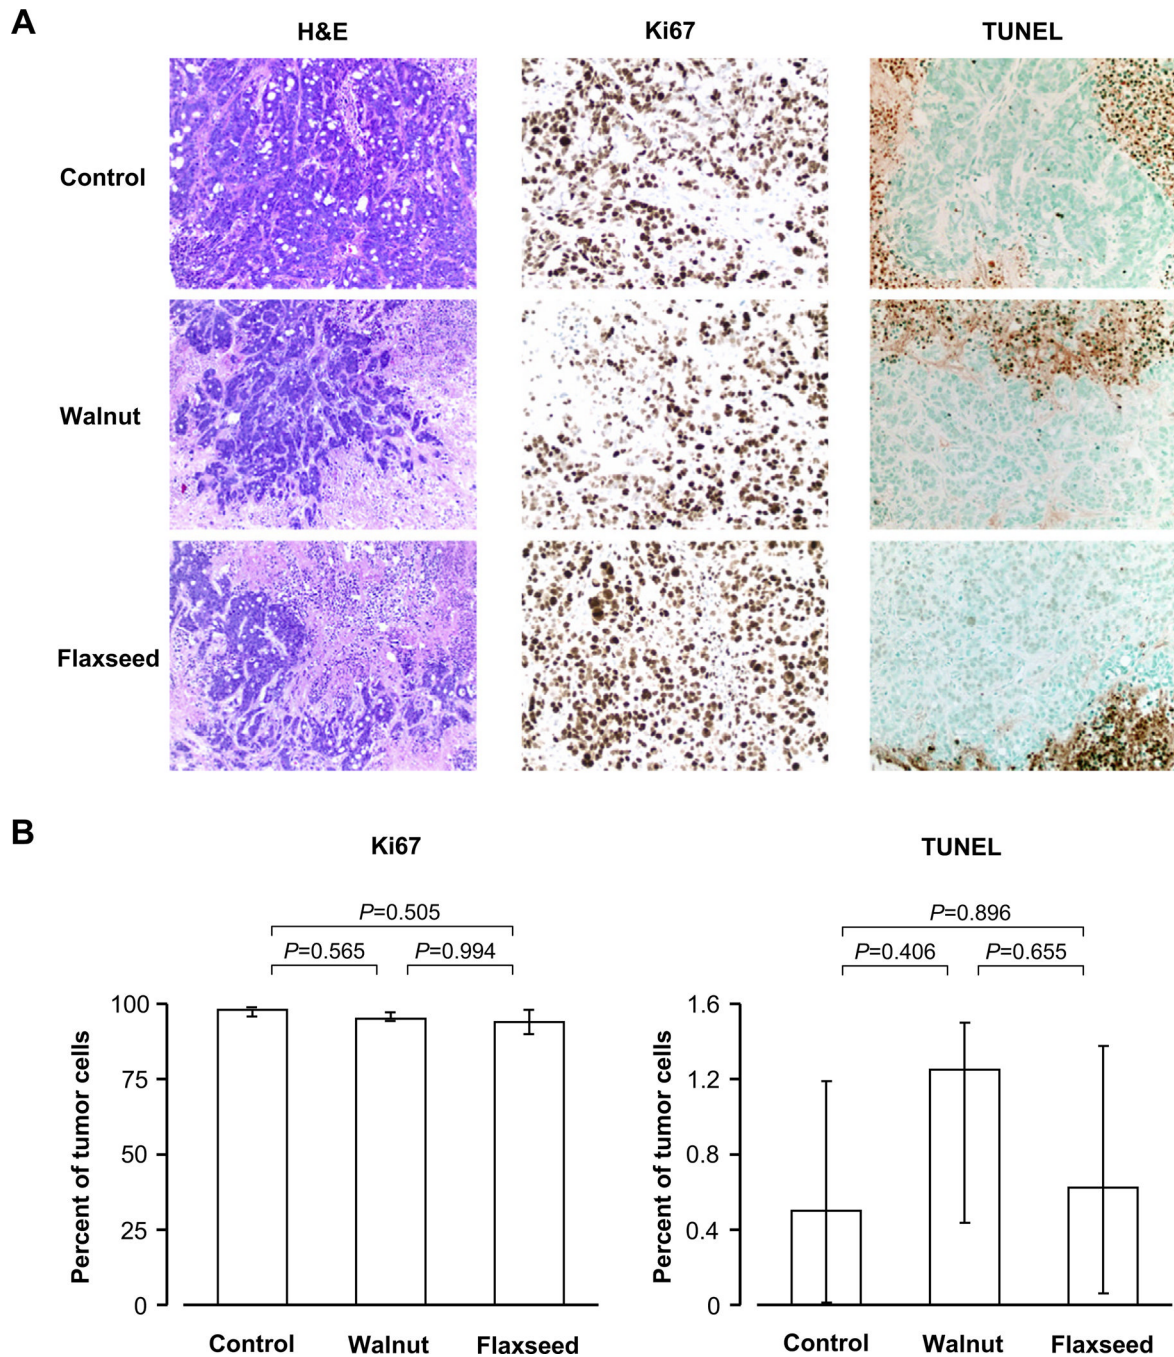 A
H&E
Ki67
TUNEL
Control
Walnut
Flaxseed
B
Ki67
P=0.505
P=0.565
P=0.994
100
75
50
25
0
Percent of tumor cells
Control
Walnut
Flaxseed
TUNEL
P=0.896
P=0.406
P=0.655
1.6
1.2
0.8
0.4
0
Percent of tumor cells
Control
Walnut
Flaxseed